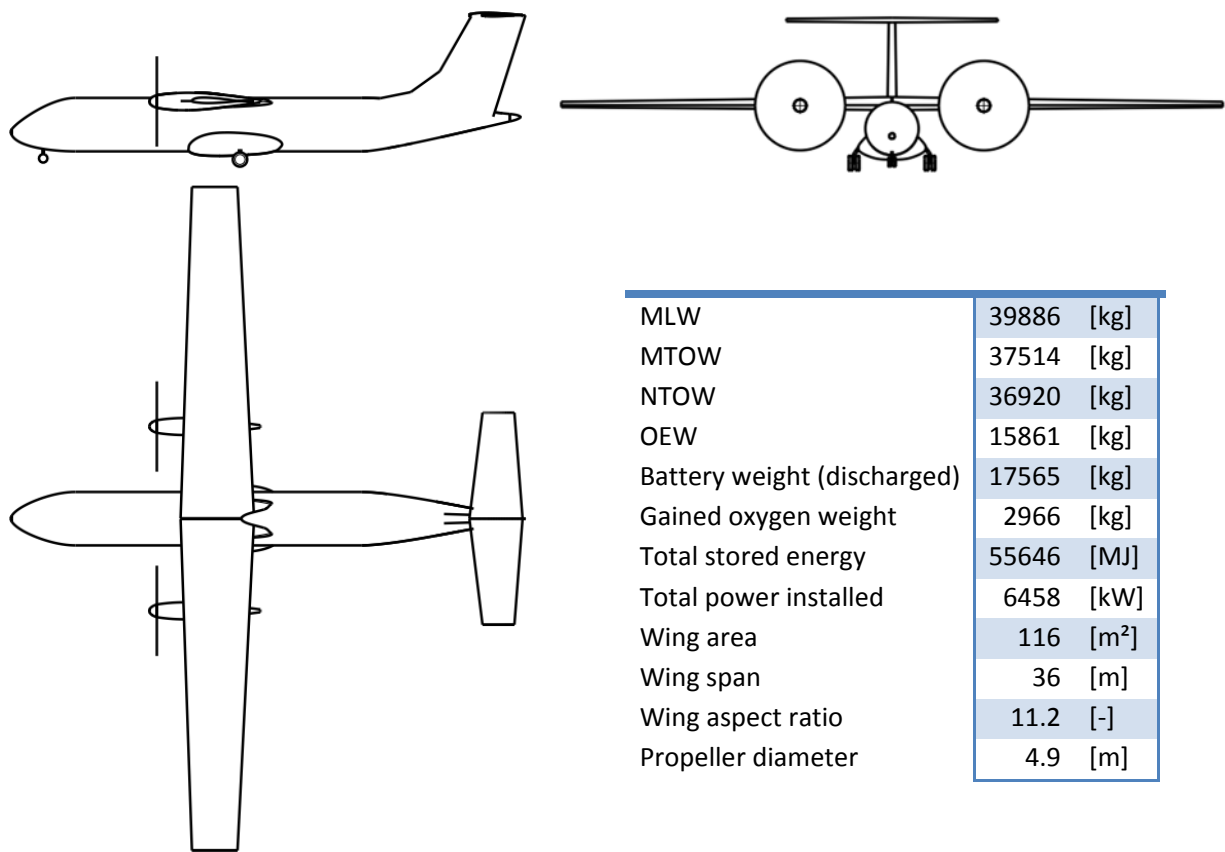 MLW 39886 [kg]
MTOW 37514 [kg]
NTOW 36920 [kg]
OEW 15861 [kg]
Battery weight (discharged) 17565 [kg]
Gained oxygen weight 2966 [kg]
Total stored energy 55646 [MJ]
Total power installed 6458 [kW]
Wing area 116 [m²]
Wing span 36 [m]
Wing aspect ratio 11.2 [-]
Propeller diameter 4.9 [m]